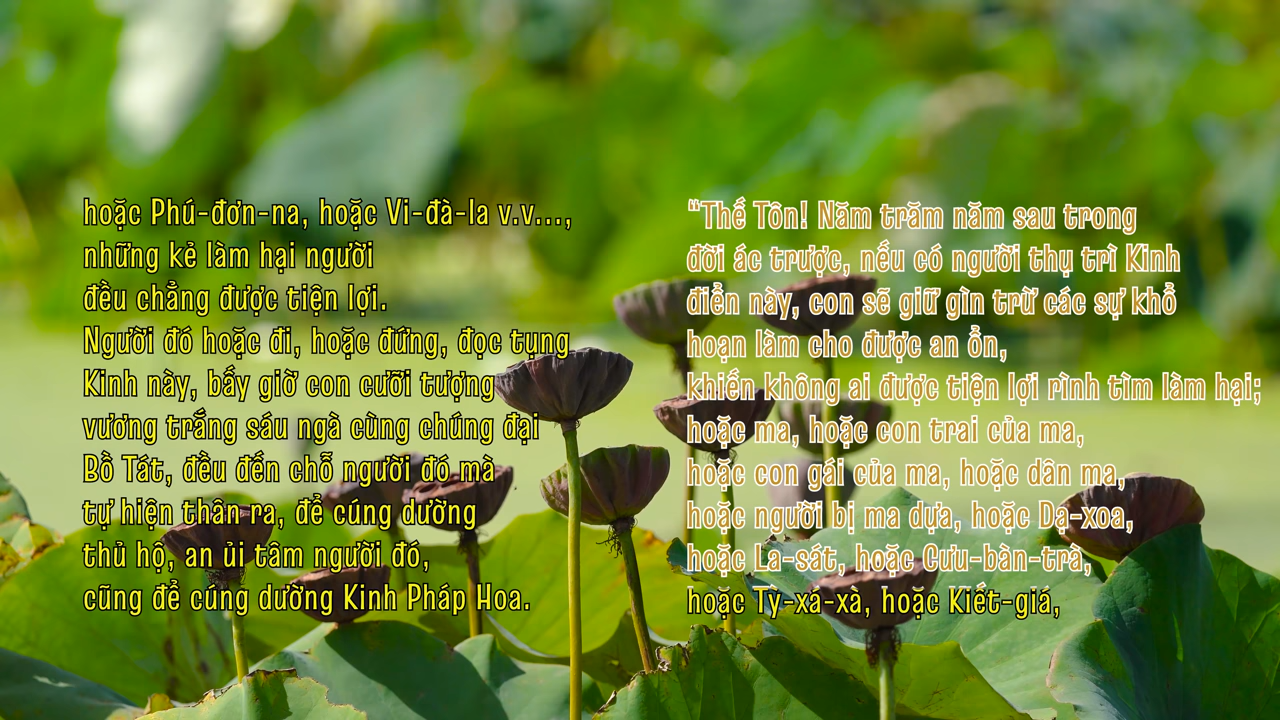 hoặc Phú-đơn-na, hoặc Vi-đà-la v.v...,
những kẻ làm hại người
đều chẳng được tiện lợi.
Người đó hoặc đi, hoặc đứng, đọc tụng
Kinh này, bấy giờ con cưỡi tượng
vương trắng sáu ngà cùng chúng đại
Bồ Tát, đều đến chỗ người đó mà
tự hiện thân ra, để cúng dường
thủ hộ, an ủi tâm người đó,
cũng để cúng dường Kinh Pháp Hoa.
“Thế Tôn! Năm trăm năm sau trong
đời ác trược, nếu có người thụ trì Kinh
điển này, con sẽ giữ gìn trừ các sự khổ
hoạn làm cho được an ổn,
khiến không ai được tiện lợi rình tìm làm hại;
hoặc ma, hoặc con trai của ma,
hoặc con gái của ma, hoặc dân ma,
hoặc người bị ma dựa, hoặc Dạ-xoa,
hoặc La-sát, hoặc Cưu-bàn-trà,
hoặc Tỳ-xá-xà, hoặc Kiết-giá,